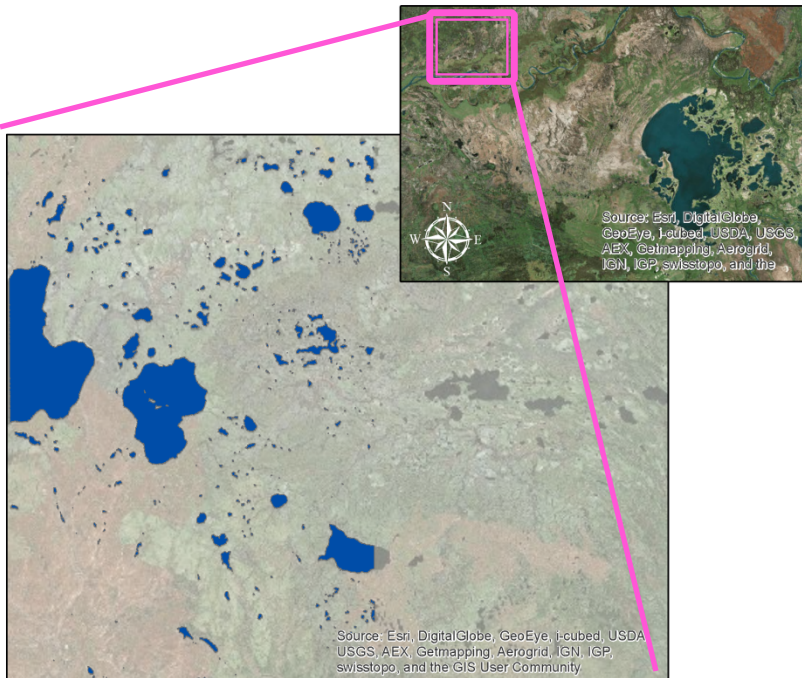 N
W E
S
Source: Esri, DigitalGlobe,
GeoEye, i-cubed, USDA, USGS,
AEX, Getmapping, Aerogrid,
IGN, IGP, swisstopo, and the
Source: Esri, DigitalGlobe, GeoEye, i-cubed, USDA,
USGS, AEX, Getmapping, Aerogrid, IGN, IGP,
swisstopo, and the GIS User Community